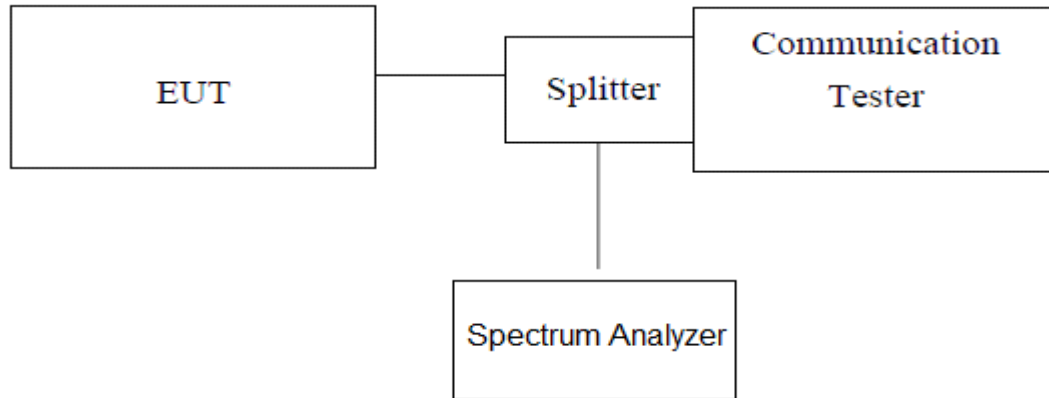 EUT
Splitter
Communication
Tester
Spectrum Analyzer